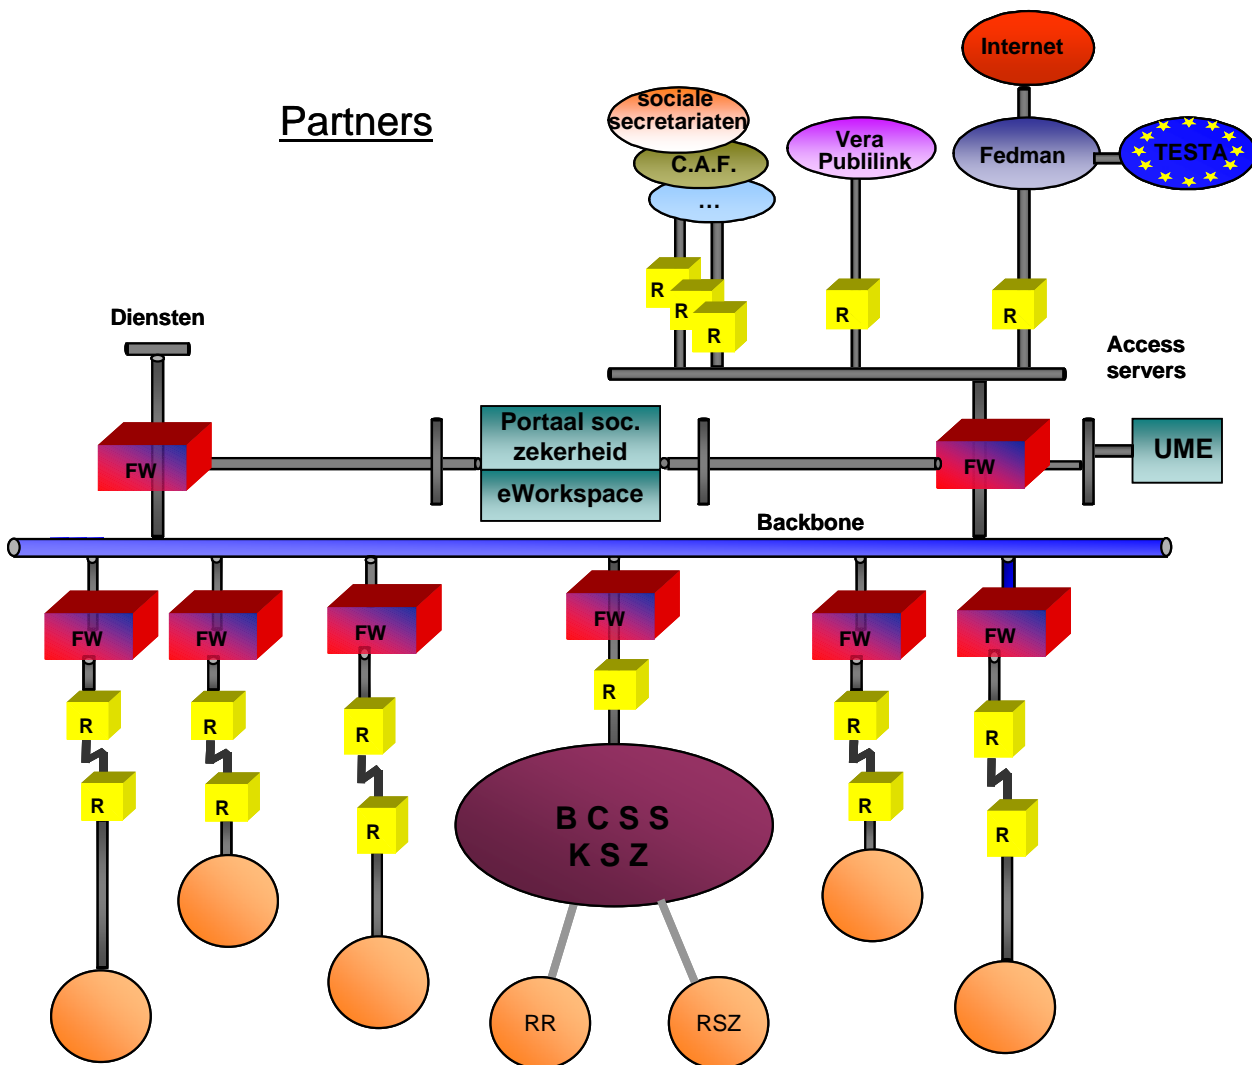 Internet
Partners
sociale
secretariaten
Vera
Publilink
Fedman
TESTA
C.A.F.
...
R
R
R
R
R
Diensten
Access
servers
Portaal soc.
zekerheid
eWorkspace
FW
FW
UME
Backbone
FW
FW
FW
FW
FW
FW
R
R
R
R
R
R
R
R
R
R
R
B C S S
K S Z
RR
RSZ